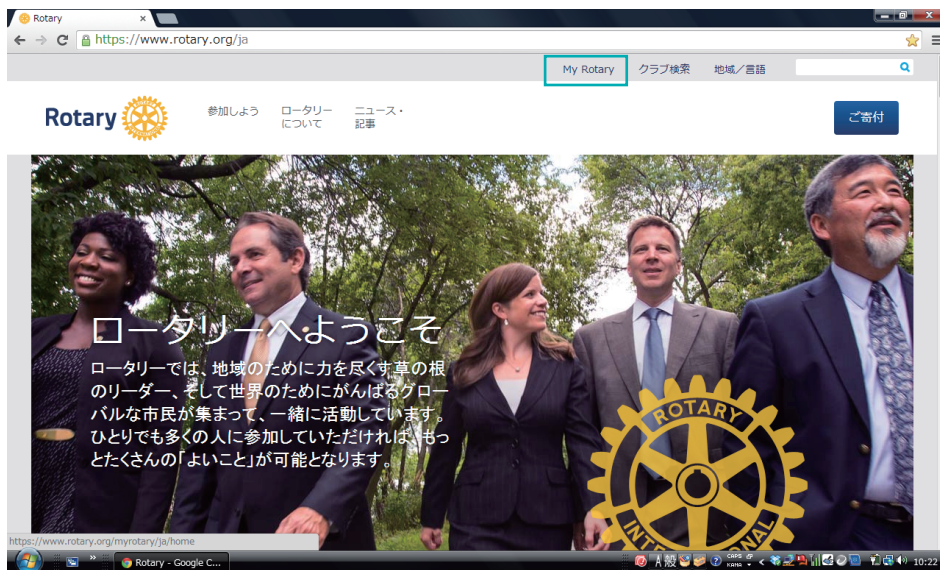 Rotary
https://www.rotary.org/ja
My Rotary クラブ検索 地域／言語
Rotary 参加しよう ロータリー ニュース・ ご寄付
について 記事
ロータリーへようこそ
ロータリーでは、地域のために力を尽くす草の根
のリーダー、そして世界のためにがんばるグロー
バルな市民が集まって、一緒に活動しています。
ひとりでも多くの人に参加していただければ、もっ
とたくさんの「よいこと」が可能となります。
ROTARY
INTERNATIONAL
https://www.rotary.org/myrotary/ja/home
Rotary - Google C...
A 般 CAPS KANA 10:22